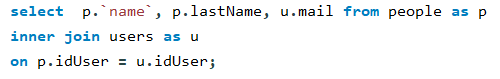 select  p.`name`, p.lastName, u.mail from people as p
inner join users as u
on p.idUser = u.idUser;